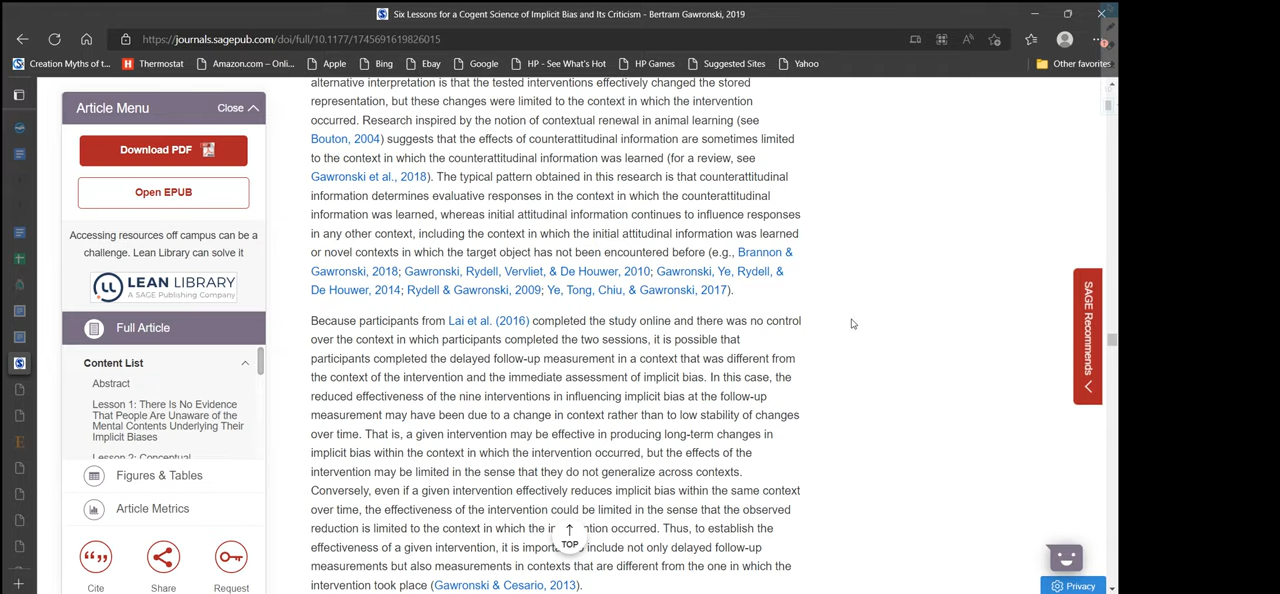 Six Lessons for a Cogent Science of Implicit Bias and Its Criticism - Bertram Gawronski, 2019
https://journals.sagepub.com/doi/full/10.1177/1745691619826015
Creation Myths of t...
Thermostat
Amazon.com – Onli...
Apple
Bing
Ebay
Google
HP - See What's Hot
HP Games
Suggested Sites
Yahoo
Other favorites
Article Menu
Close
Download PDF
Open EPUB
Accessing resources off campus can be a
challenge. Lean Library can solve it
LEAN LIBRARY
A SAGE Publishing Company
Full Article
Content List
Abstract
Lesson 1: There Is No Evidence
That People Are Unaware of the
Mental Contents Underlying Their
Implicit Biases
Lesson 2: Conceptual
Figures & Tables
Article Metrics
Cite
Share
Request
alternative interpretation is that the tested interventions effectively changed the stored
representation, but these changes were limited to the context in which the intervention
occurred. Research inspired by the notion of contextual renewal in animal learning (see
Bouton, 2004) suggests that the effects of counterattitudinal information are sometimes limited
to the context in which the counterattitudinal information was learned (for a review, see
Gawronski et al., 2018). The typical pattern obtained in this research is that counterattitudinal
information determines evaluative responses in the context in which the counterattitudinal
information was learned, whereas initial attitudinal information continues to influence responses
in any other context, including the context in which the initial attitudinal information was learned
or novel contexts in which the target object has not been encountered before (e.g., Brannon &
Gawronski, 2018; Gawronski, Rydell, Vervliet, & De Houwer, 2010; Gawronski, Ye, Rydell, &
De Houwer, 2014; Rydell & Gawronski, 2009; Ye, Tong, Chiu, & Gawronski, 2017).
Because participants from Lai et al. (2016) completed the study online and there was no control
over the context in which participants completed the two sessions, it is possible that
participants completed the delayed follow-up measurement in a context that was different from
the context of the intervention and the immediate assessment of implicit bias. In this case, the
reduced effectiveness of the nine interventions in influencing implicit bias at the follow-up
measurement may have been due to a change in context rather than to low stability of changes
over time. That is, a given intervention may be effective in producing long-term changes in
implicit bias within the context in which the intervention occurred, but the effects of the
intervention may be limited in the sense that they do not generalize across contexts.
Conversely, even if a given intervention effectively reduces implicit bias within the same context
over time, the effectiveness of the intervention could be limited in the sense that the observed
reduction is limited to the context in which the in ntion occurred. Thus, to establish the
effectiveness of a given intervention, it is importa include not only delayed follow-up
measurements but also measurements in contexts that are different from the one in which the
intervention took place (Gawronski & Cesario, 2013).
TOP
SAGE Recommends
Privacy